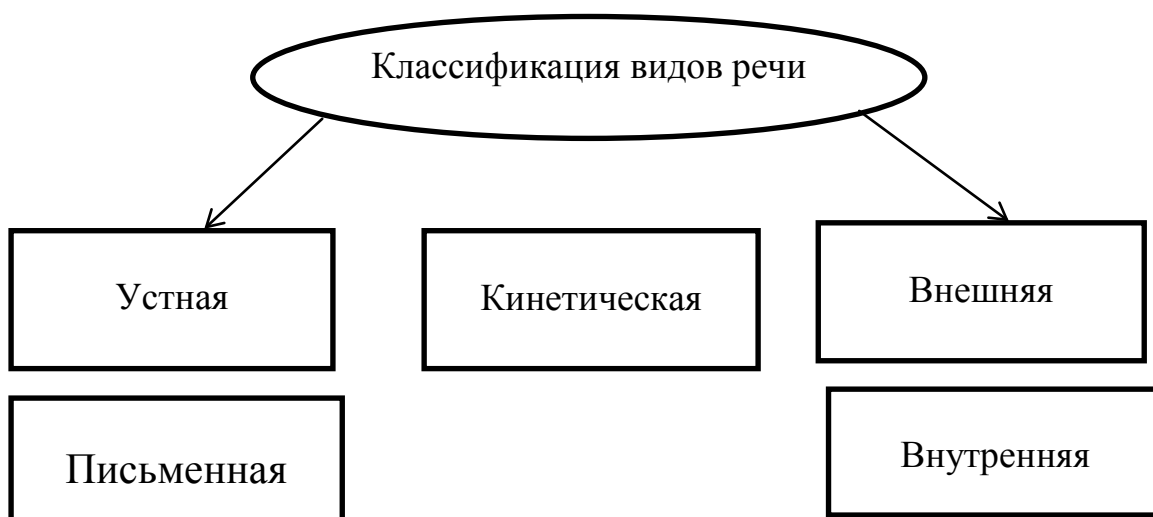 Классификация видов речи
Устная
Кинетическая
Внешняя
Письменная
Внутренняя